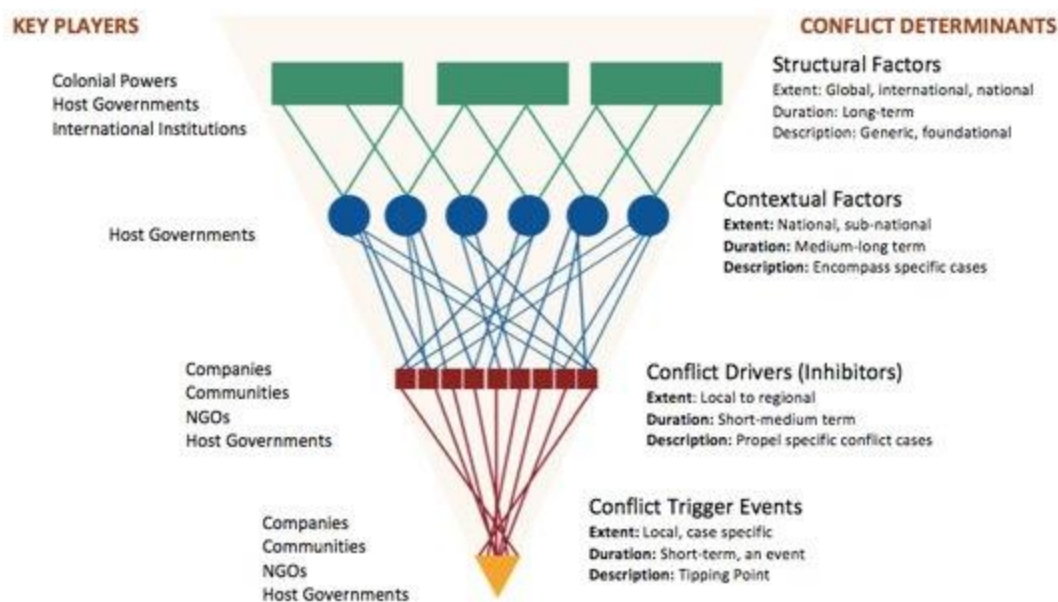 KEY PLAYERS
CONFLICT DETERMINANTS
Colonial Powers
Host Governments
International Institutions
Structural Factors
Extent: Global, international, national
Duration: Long-term
Description: Generic, foundational
Host Governments
Contextual Factors
Extent: National, sub-national
Duration: Medium-long term
Description: Encompass specific cases
Companies
Communities
NGOs
Host Governments
Conflict Drivers (Inhibitors)
Extent: Local to regional
Duration: Short-medium term
Description: Propel specific conflict cases
Companies
Communities
NGOs
Host Governments
Conflict Trigger Events
Extent: Local, case specific
Duration: Short-term, an event
Description: Tipping Point